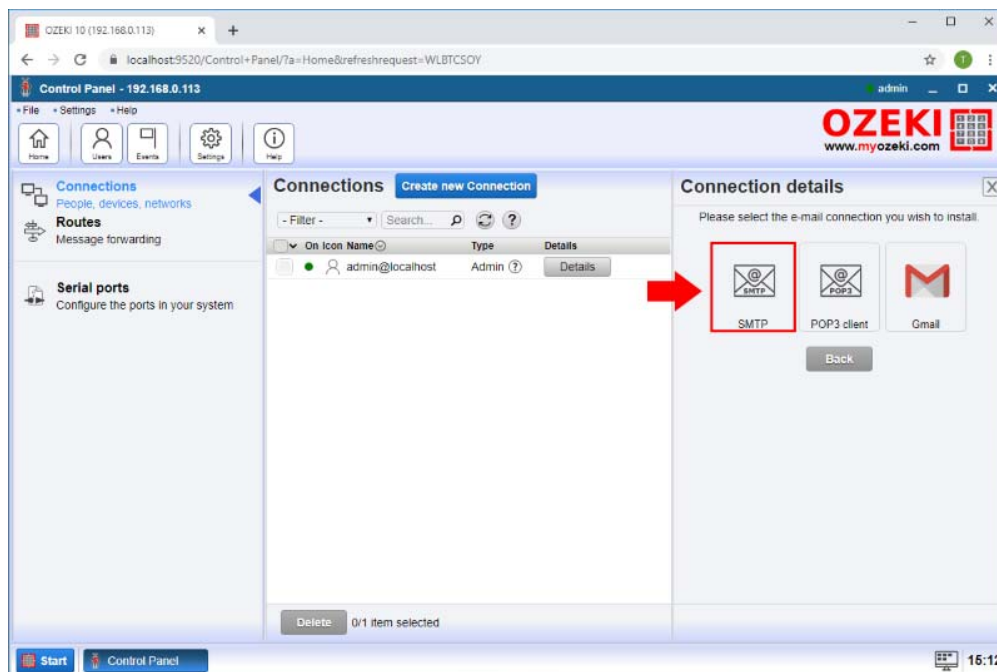 OZEKI 10 (192.168.0.113)
localhost:9520/Control+Panel/?a=Home&refreshrequest=WLBTCSOY
T
Control Panel - 192.168.0.113
admin
File Settings Help
Home Users Events Settings Help
OZEKI
www.myozeki.com
Connections
People, devices, networks
Routes
Message forwarding
Serial ports
Configure the ports in your system
Connections Create new Connection
- Filter - Search...
On Icon Name Type Details
admin@localhost Admin Details
Delete 0/1 item selected
Connection details
Please select the e-mail connection you wish to install.
@ @ M
SMTP POP3
SMTP POP3 client Gmail
Back
Start Control Panel 15:12